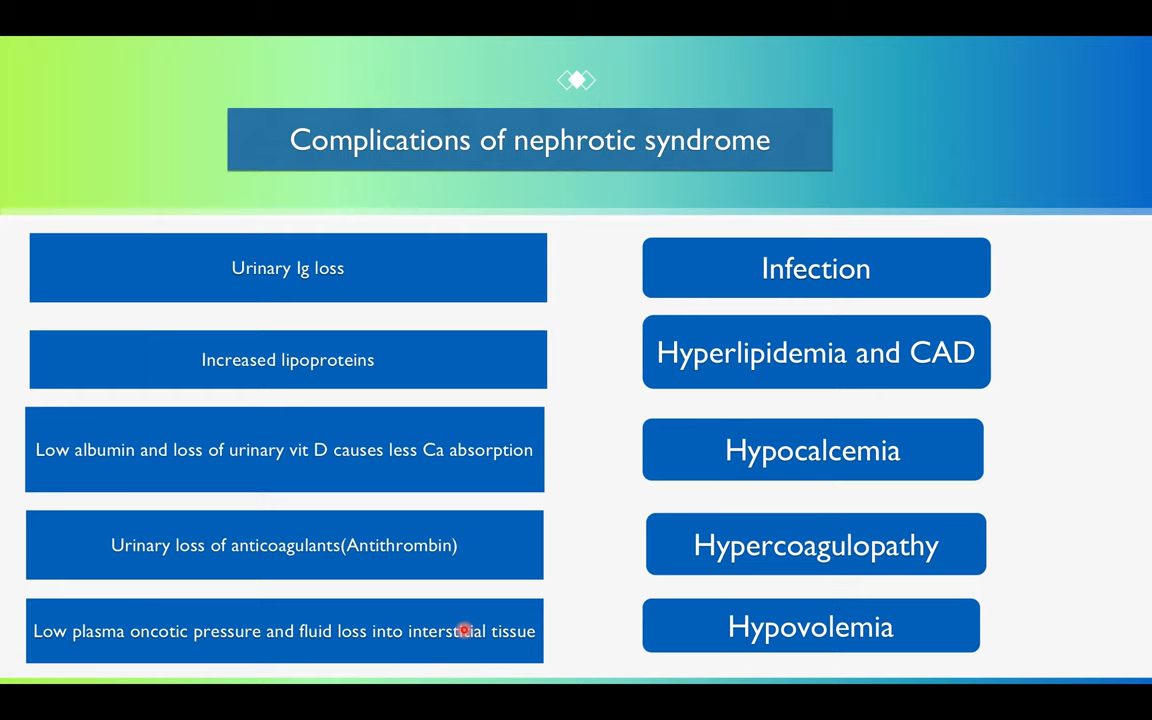 Complications of nephrotic syndrome
Urinary Ig loss
Infection
Increased lipoproteins
Hyperlipidemia and CAD
Low albumin and loss of urinary vit D causes less Ca absorption
Hypocalcemia
Urinary loss of anticoagulants(Antithrombin)
Hypercoagulopathy
Low plasma oncotic pressure and fluid loss into interstitial tissue
Hypovolemia